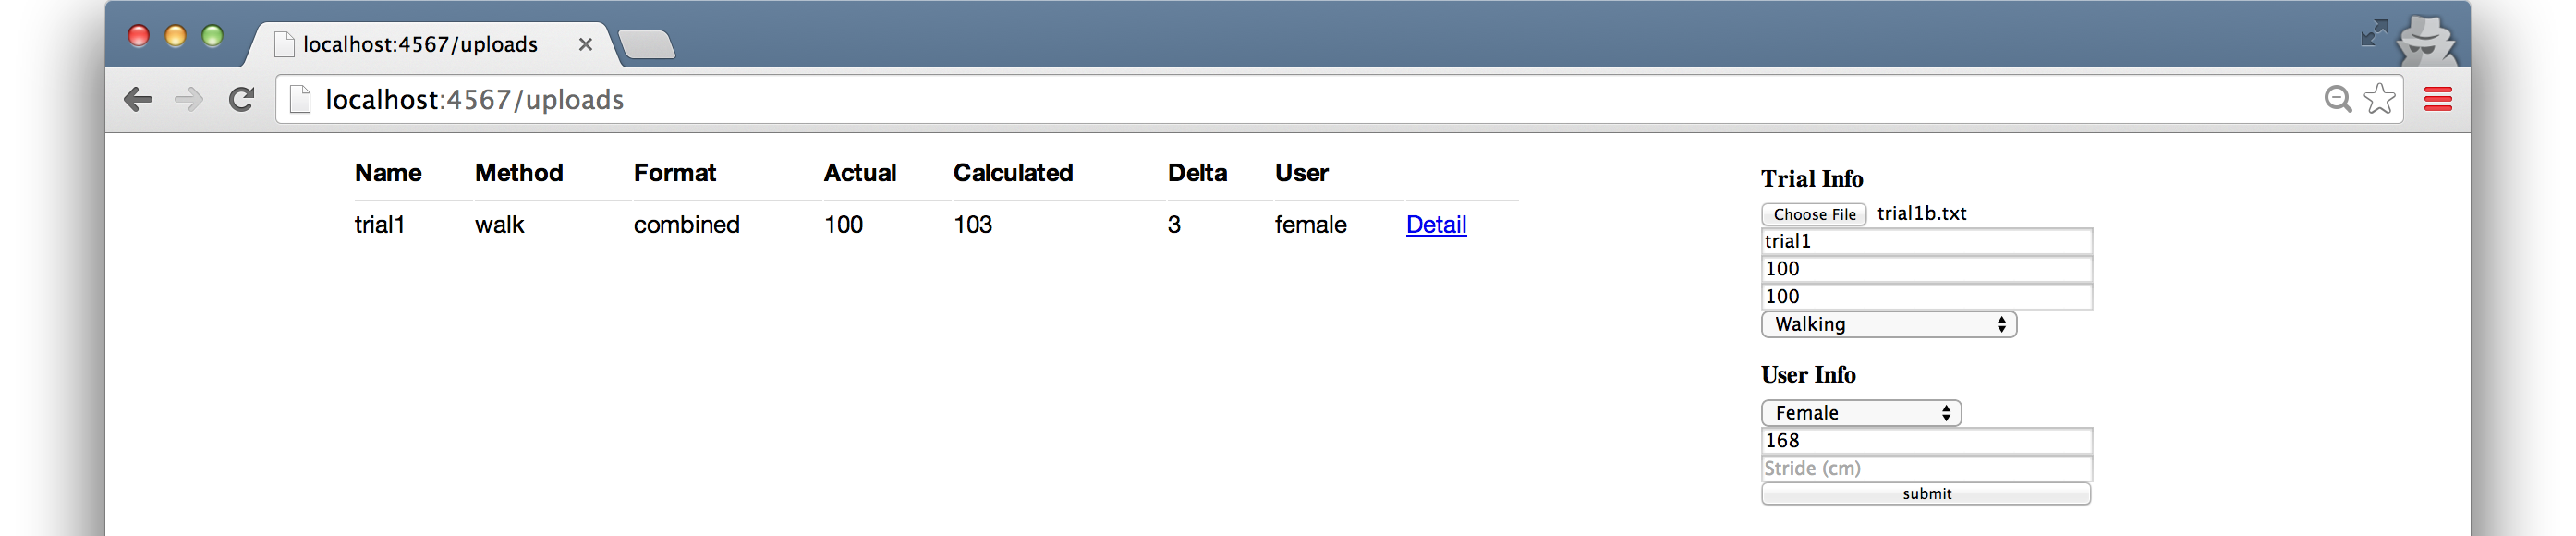 localhost:4567/uploads
localhost:4567/uploads
Name Method Format Actual Calculated Delta User
trial1 walk combined 100 103 3 female Detail
Trial Info
Choose File trial1b.txt
trial1
100
100
Walking
User Info
Female
168
Stride (cm)
submit